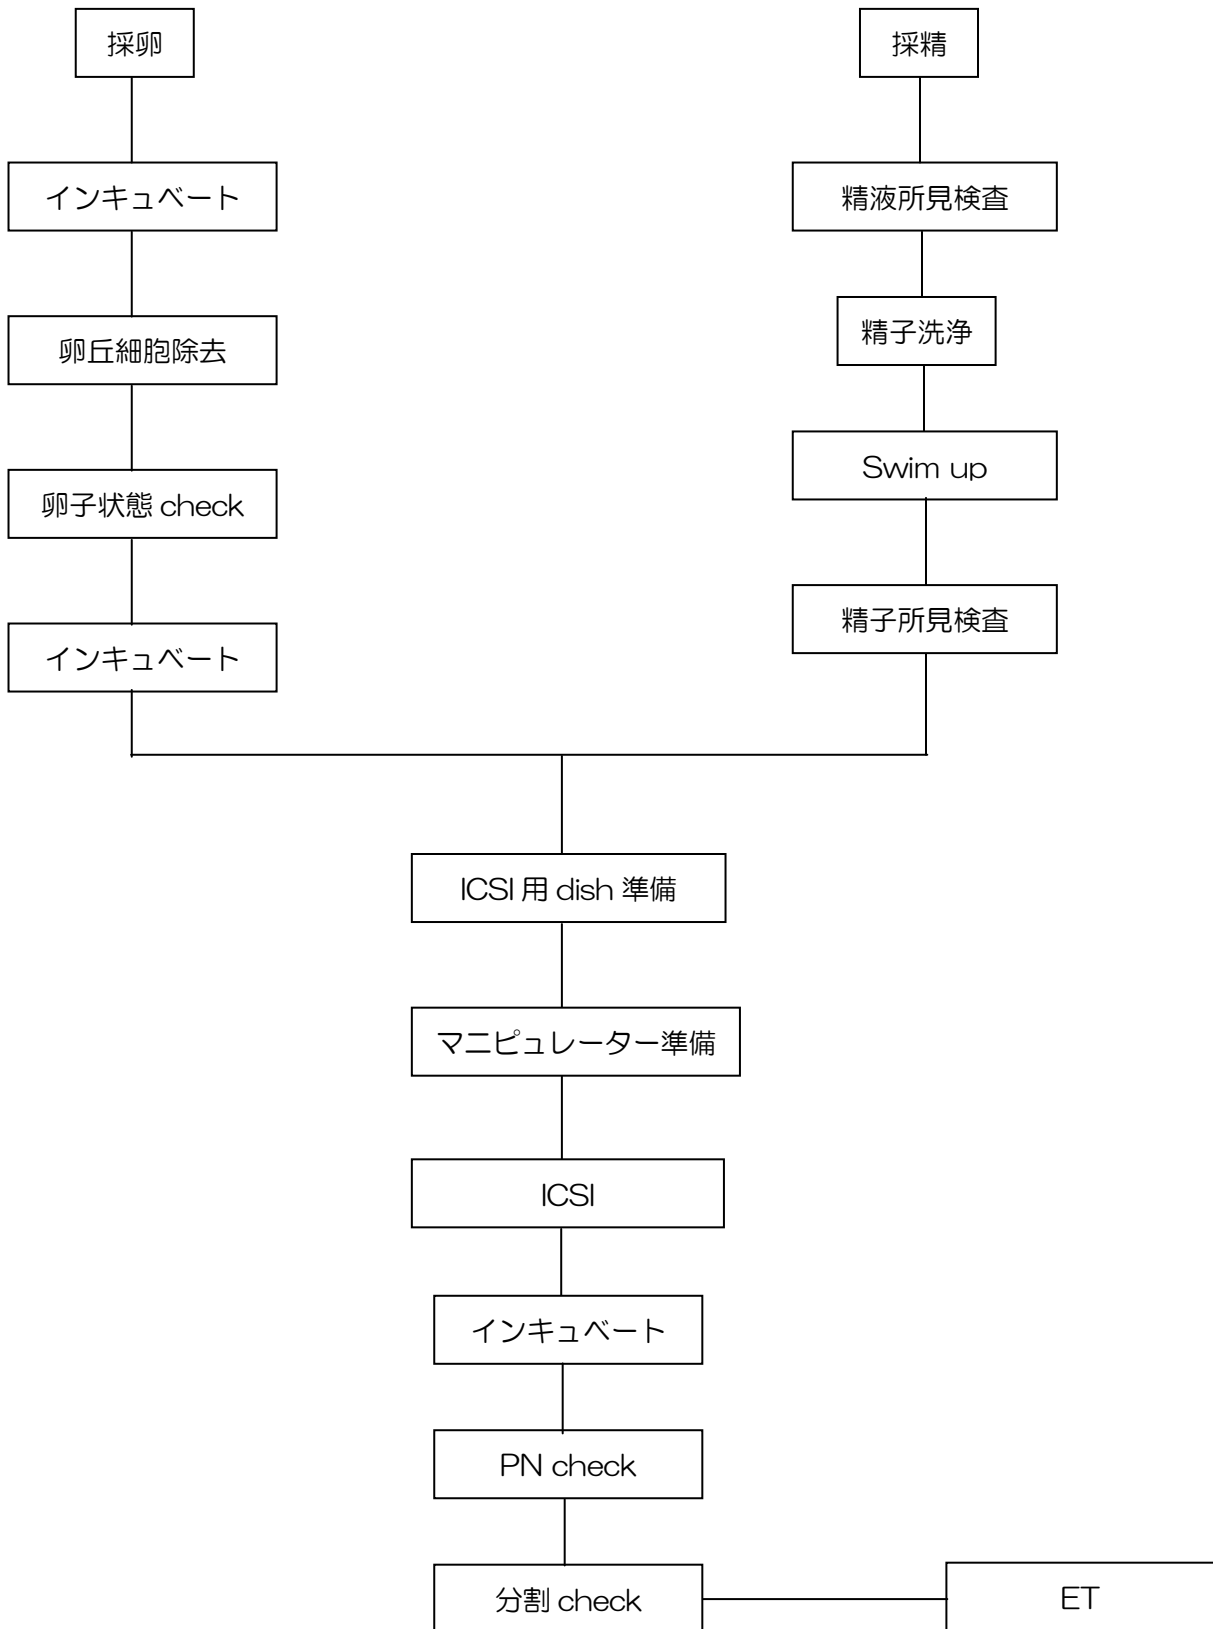 採卵
採精
インキュベート
精液所見検査
卵丘細胞除去
精子洗浄
Swim up
卵子状態 check
精子所見検査
インキュベート
ICSI 用 dish 準備
マニピュレーター準備
ICSI
インキュベート
PN check
分割 check
ET